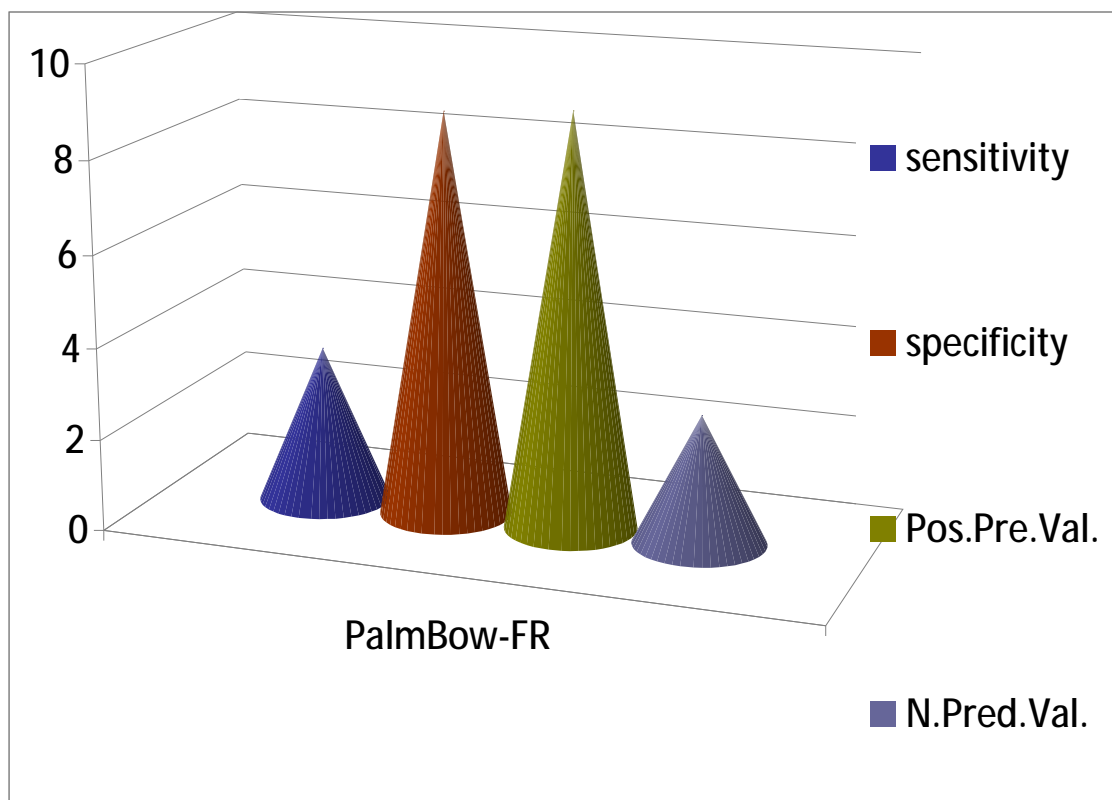 10
8
6
4
2
0
PalmBow-FR
sensitivity
specificity
Pos.Pre.Val.
N.Pred.Val.